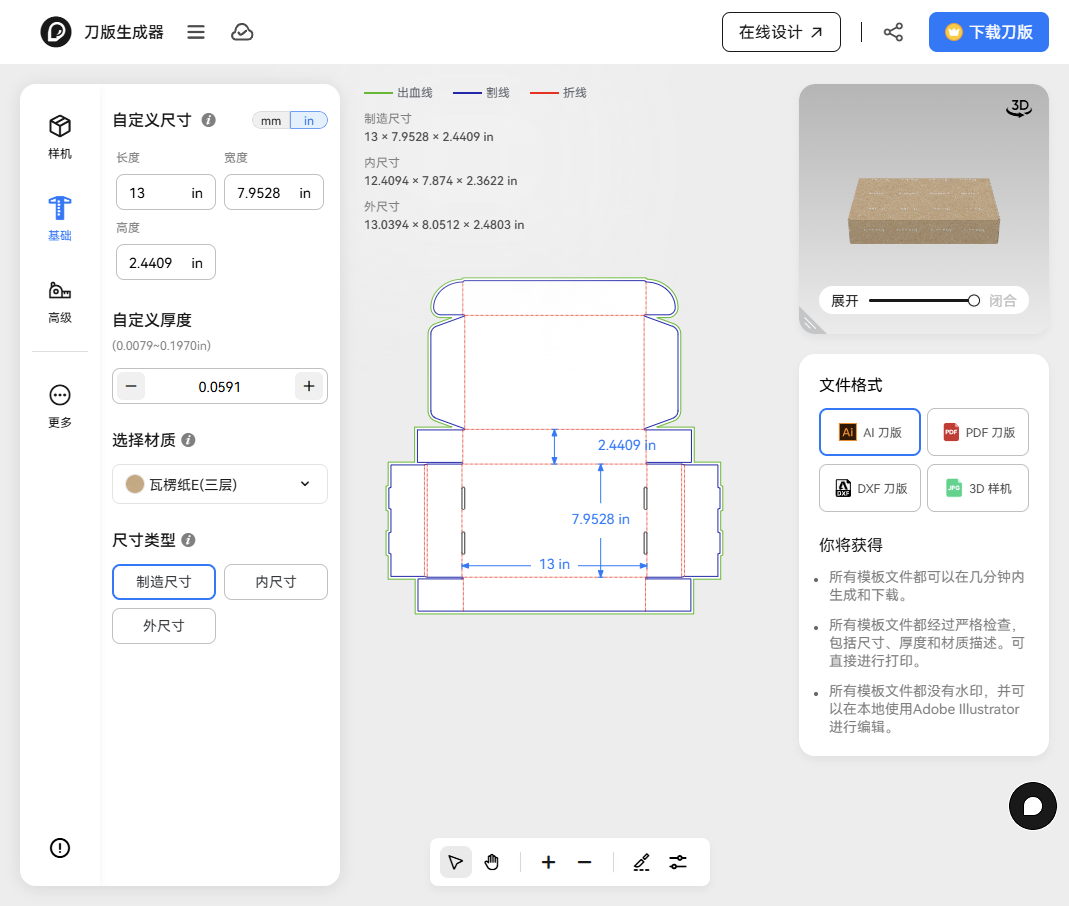 刀版生成器
在线设计
下载刀版
样机
基础
高级
更多
自定义尺寸
mm
in
长度
宽度
13 in
7.9528 in
高度
2.4409 in
自定义厚度
(0.0079~0.1970in)
0.0591
选择材质
瓦楞纸E(三层)
尺寸类型
制造尺寸
内尺寸
外尺寸
出血线
割线
折线
制造尺寸
13 × 7.9528 × 2.4409 in
内尺寸
12.4094 × 7.874 × 2.3622 in
外尺寸
13.0394 × 8.0512 × 2.4803 in
2.4409 in
7.9528 in
13 in
3D
展开
闭合
文件格式
Ai AI 刀版
PDF PDF 刀版
DXF DXF 刀版
JPG 3D 样机
你将获得
所有模板文件都可以在几分钟内
生成和下载。
所有模板文件都经过严格检查，
包括尺寸、厚度和材质描述。可
直接进行打印。
所有模板文件都没有水印，并可
以在本地使用Adobe Illustrator
进行编辑。